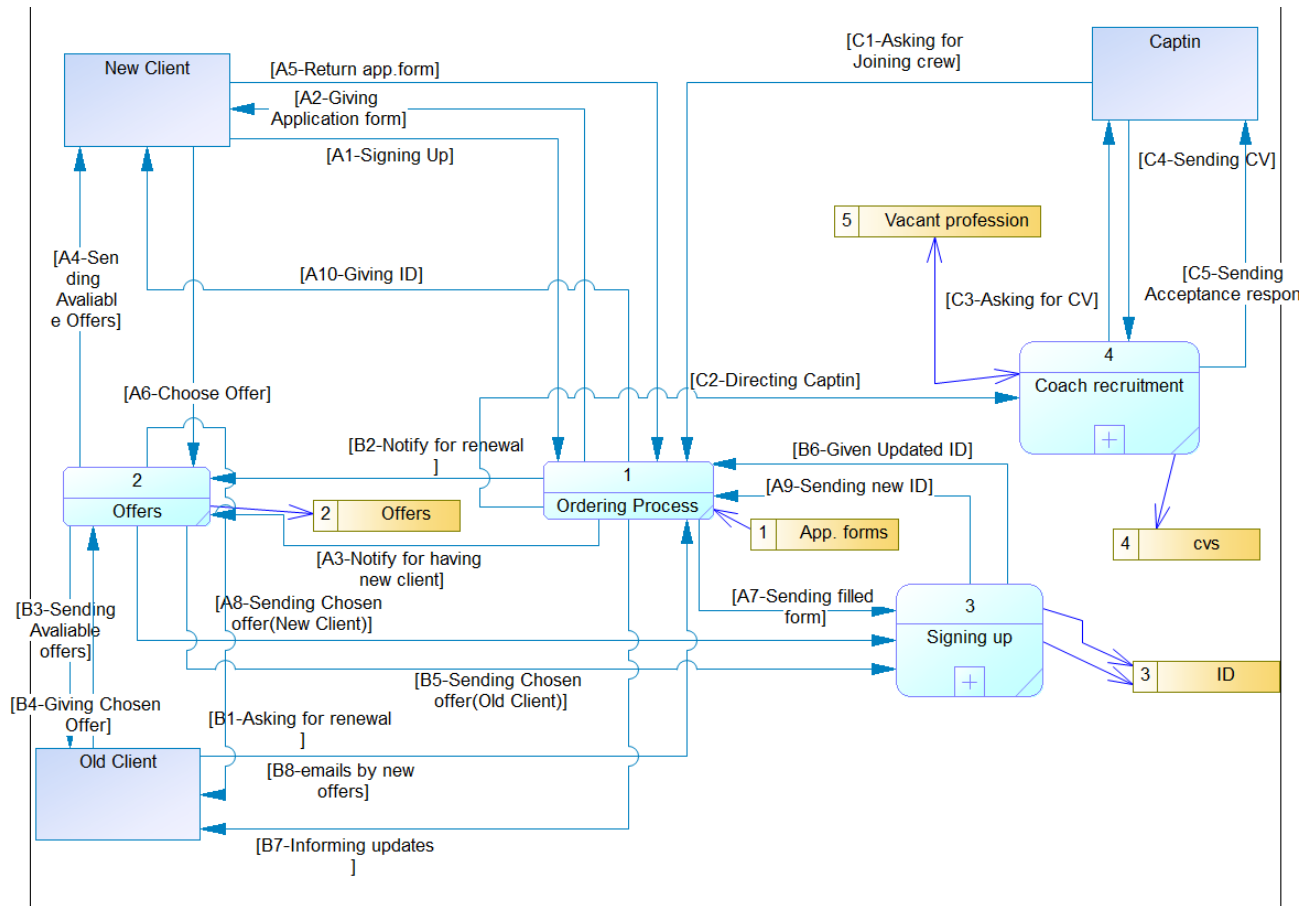 [C1-Asking for
Joining crew]
Captin
New Client
[A5-Return app.form]
[A2-Giving
Application form]
[A1-Signing Up]
[C4-Sending CV]
5
Vacant profession
[A4-Sen
ding
Avaliabl
e Offers]
[A10-Giving ID]
[C3-Asking for CV]
[C5-Sending
Acceptance respon
4
Coach recruitment
[C2-Directing Captin]
[A6-Choose Offer]
[B2-Notify for renewal
]
[B6-Given Updated ID]
2
Offers
1
Ordering Process
[A9-Sending new ID]
2
Offers
1
App. forms
4
cvs
[A3-Notify for having
new client]
[A8-Sending Chosen
offer(New Client)]
[A7-Sending filled
form]
[B3-Sending
Avaliable
offers]
3
Signing up
3
ID
[B5-Sending Chosen
offer(Old Client)]
[B4-Giving Chosen
Offer]
[B1-Asking for renewal
]
Old Client
[B8-emails by new
offers]
[B7-Informing updates
]